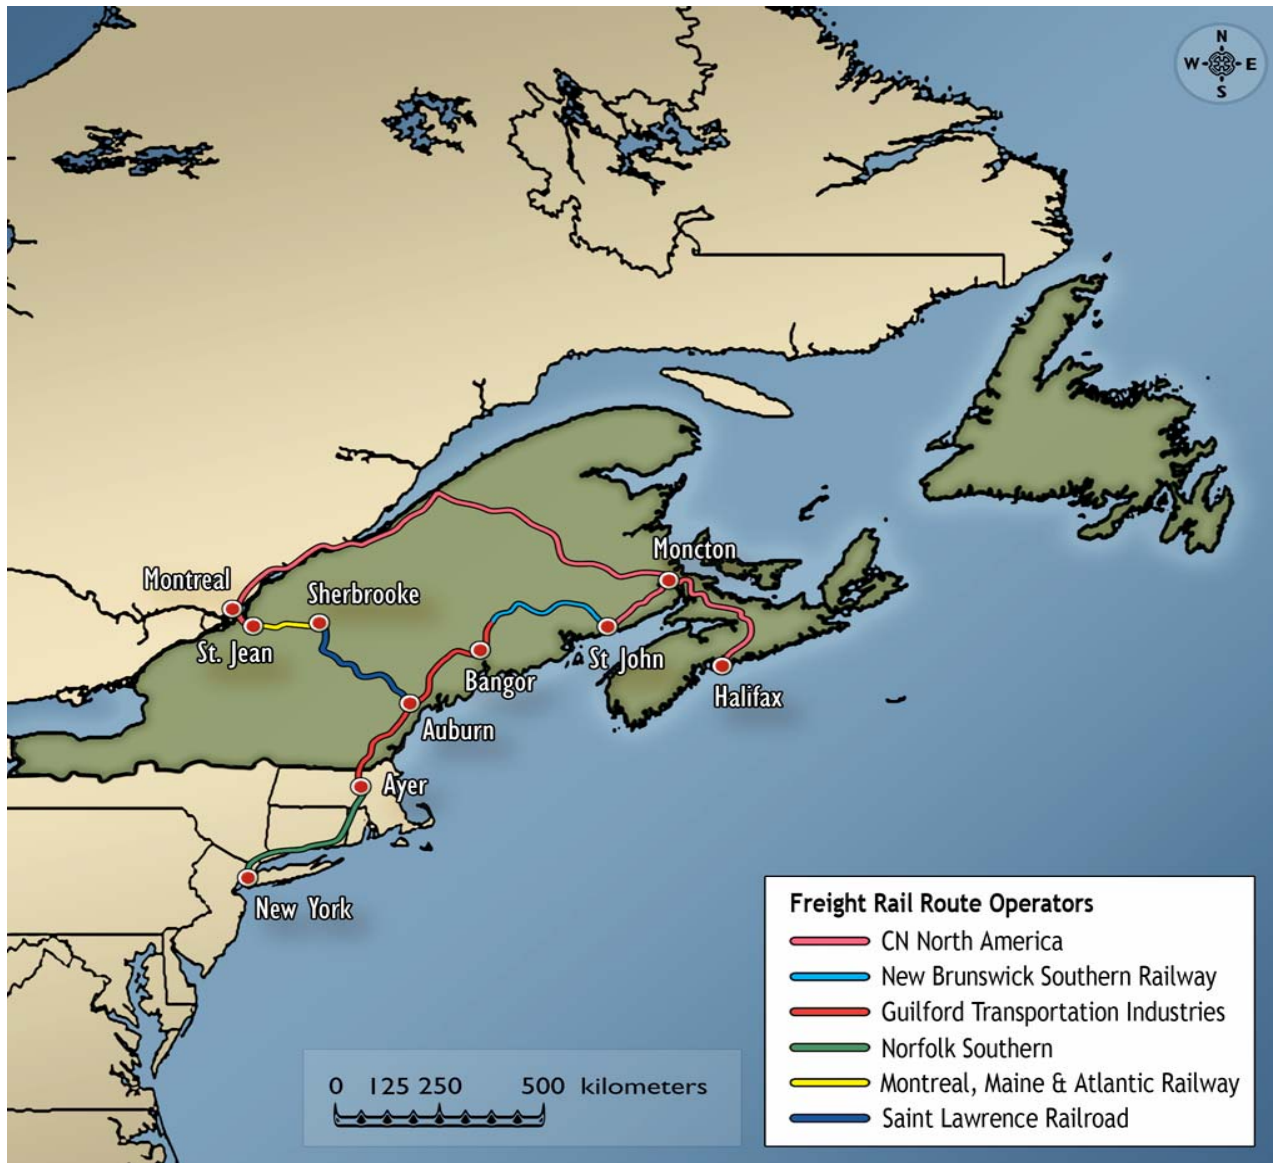 N
W E
S
Moncton
Montreal
Sherbrooke
St. Jean
St John
Bangor
Halifax
Auburn
Ayer
New York
Freight Rail Route Operators
CN North America
New Brunswick Southern Railway
Guilford Transportation Industries
Norfolk Southern
Montreal, Maine & Atlantic Railway
Saint Lawrence Railroad
0 125 250 500 kilometers